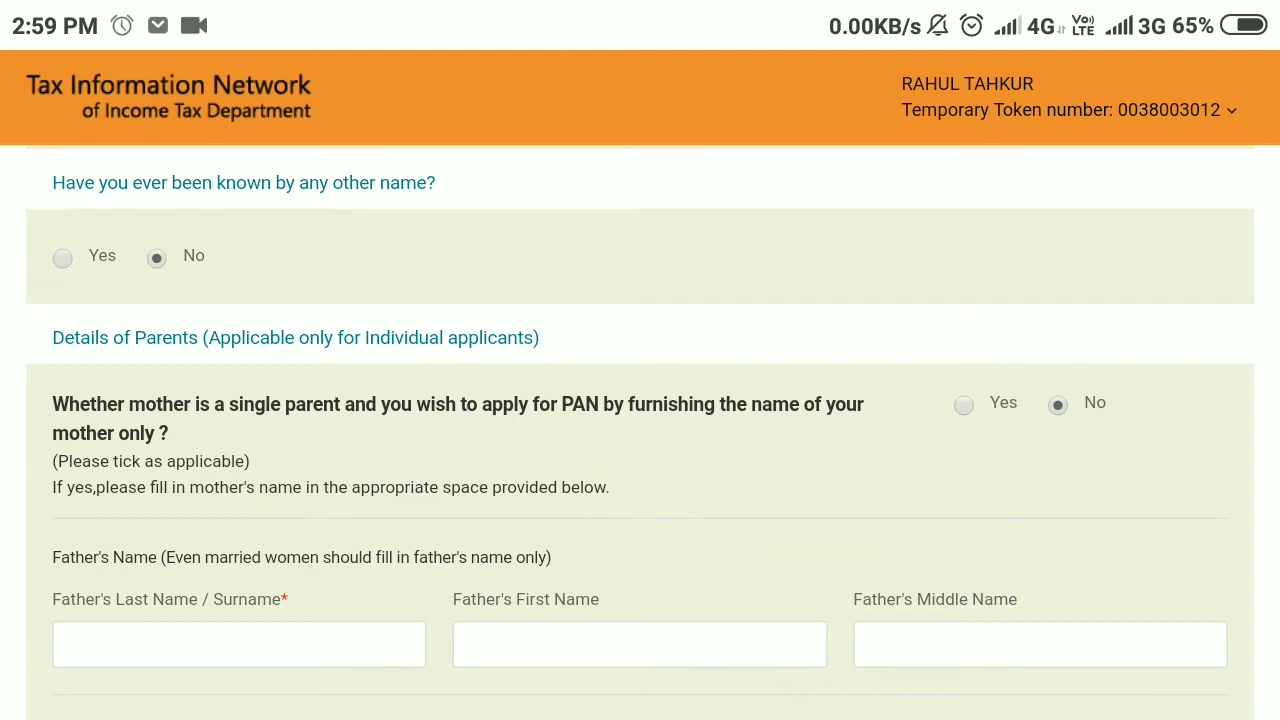 2:59 PM
0.00KB/s 4G VoLTE 3G 65%
Tax Information Network
of Income Tax Department
RAHUL TAHKUR
Temporary Token number: 0038003012
Have you ever been known by any other name?
Yes No
Details of Parents (Applicable only for Individual applicants)
Whether mother is a single parent and you wish to apply for PAN by furnishing the name of your
mother only ?
Yes No
(Please tick as applicable)
If yes,please fill in mother's name in the appropriate space provided below.
Father's Name (Even married women should fill in father's name only)
Father's Last Name / Surname* Father's First Name Father's Middle Name